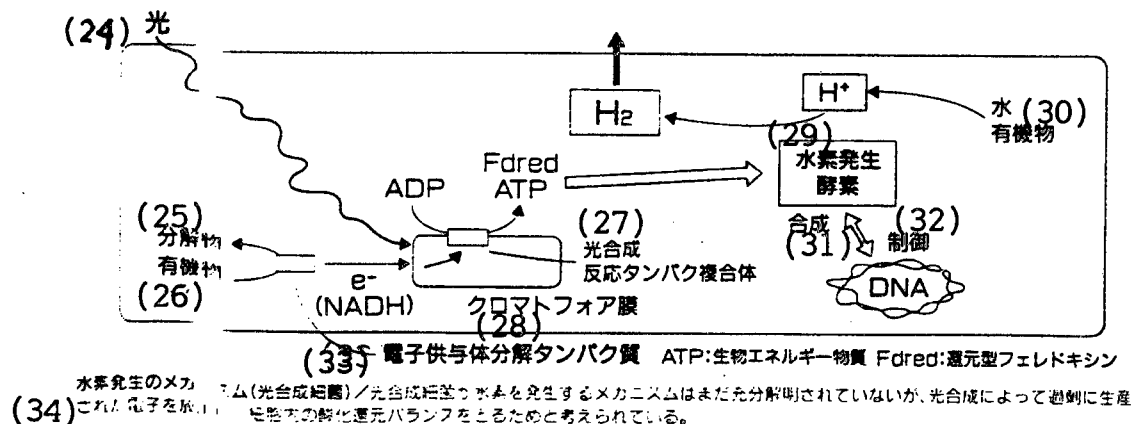 (24) 光
H₂
H⁺
水 (30)
有機物
(29)
水素発生
酵素
Fdred
ADP ATP
(27)
光合成
反応タンパク複合体
(25)
分解物
有機物
(26)
e⁻
(NADH)
クロマトフォア膜
(28)
合成 (32)
(31) 制御
DNA
(33) 電子供与体分解タンパク質 ATP:生物エネルギー物質 Fdred:還元型フェレドキシン
水素発生のメカ ム(光合成細菌)/光合成細菌の水素を発生するメカニズムはまだ充分解明されていないが、光合成によって過剰に生産
(34) された電子を 細胞内の酸化還元バランスをとるためと考えられている。